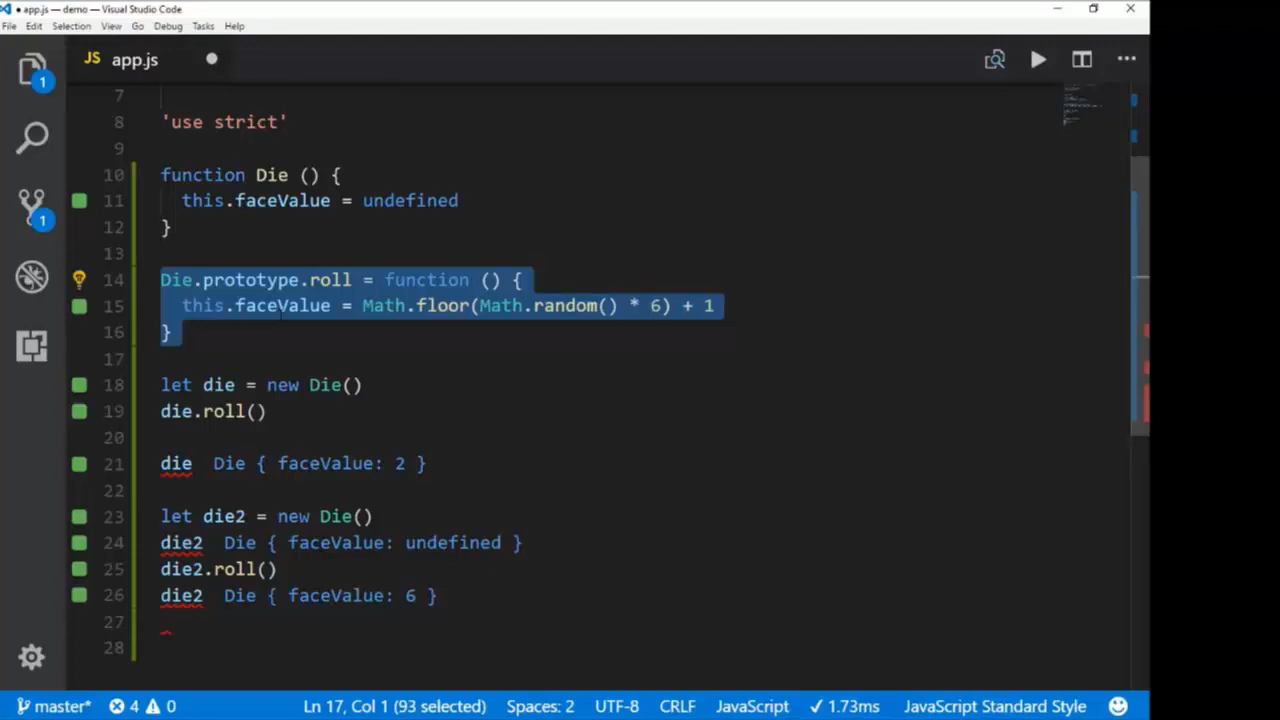 ● app.js — demo — Visual Studio Code
File Edit Selection View Go Debug Tasks Help
JS app.js
1
1
7
8 'use strict'
9
10 function Die () {
11 this.faceValue = undefined
12 }
13
14 Die.prototype.roll = function () {
15 this.faceValue = Math.floor(Math.random() * 6) + 1
16 }
17
18 let die = new Die()
19 die.roll()
20
21 die Die { faceValue: 2 }
22
23 let die2 = new Die()
24 die2 Die { faceValue: undefined }
25 die2.roll()
26 die2 Die { faceValue: 6 }
27
28
master* 4 0 Ln 17, Col 1 (93 selected) Spaces: 2 UTF-8 CRLF JavaScript ✓ 1.73ms JavaScript Standard Style